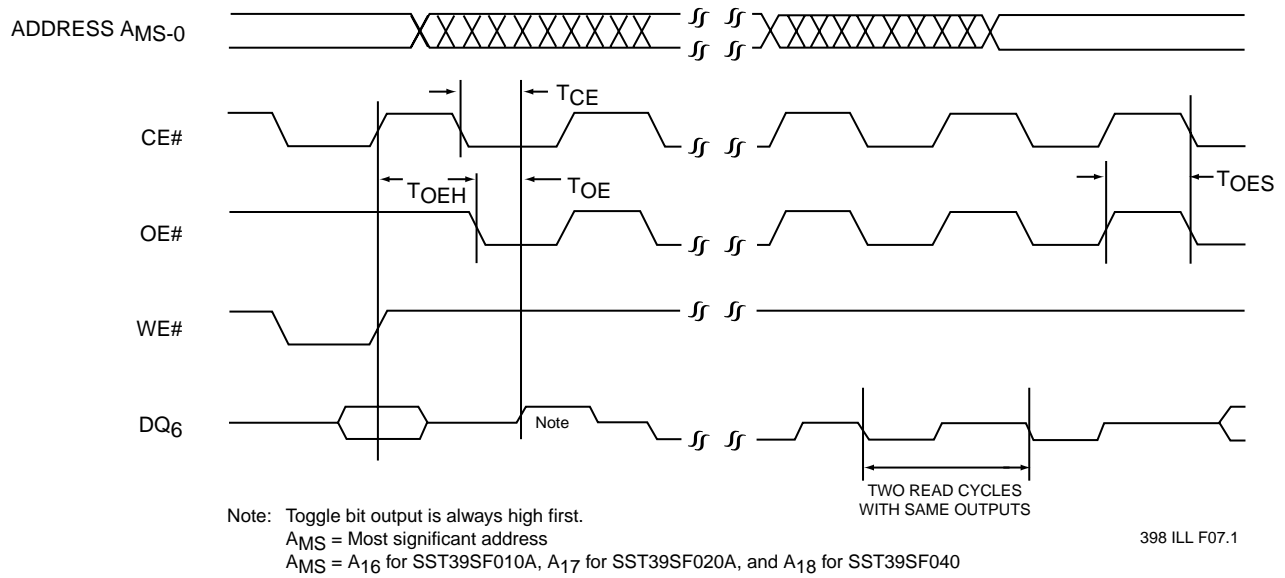 ADDRESS AMS-0
TCE
CE#
TOEH
TOE
TOES
OE#
WE#
DQ6
Note
TWO READ CYCLES
WITH SAME OUTPUTS
Note: Toggle bit output is always high first.
AMS = Most significant address
398 ILL F07.1
AMS = A16 for SST39SF010A, A17 for SST39SF020A, and A18 for SST39SF040